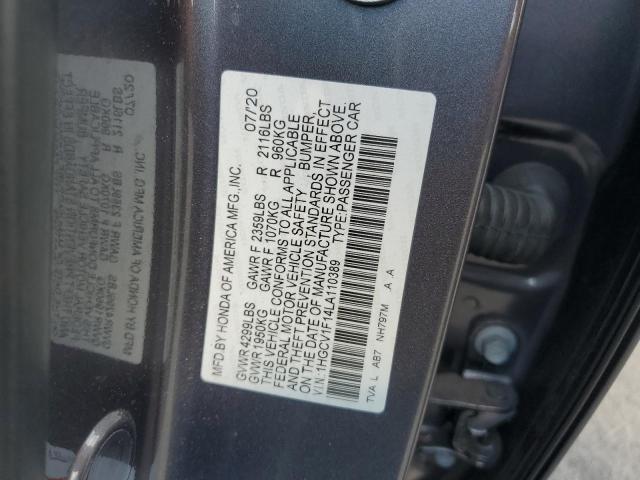 MFD. BY HONDA OF AMERICA MFG., INC. 07/20
GVWR 4299LBS GAWR F 2359LBS R 2116LBS
GVWR 1950KG GAWR F 1070KG R 960KG
THIS VEHICLE CONFORMS TO ALL APPLICABLE
FEDERAL MOTOR VEHICLE SAFETY, BUMPER,
AND THEFT PREVENTION STANDARDS IN EFFECT
ON THE DATE OF MANUFACTURE SHOWN ABOVE.
V.I.N.:1HGCV1F14LA110389 TYPE:PASSENGER CAR
TVA L AB7 NH797M A A